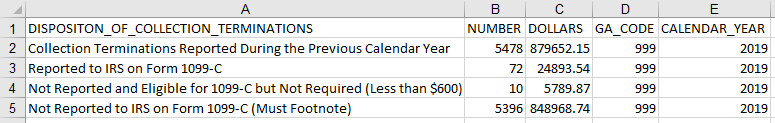 A B C D E
1 DISPOSITON_OF_COLLECTION_TERMINATIONS NUMBER DOLLARS GA_CODE CALENDAR_YEAR
2 Collection Terminations Reported During the Previous Calendar Year 5478 879652.15 999 2019
3 Reported to IRS on Form 1099-C 72 24893.54 999 2019
4 Not Reported and Eligible for 1099-C but Not Required (Less than $600) 10 5789.87 999 2019
5 Not Reported to IRS on Form 1099-C (Must Footnote) 5396 848968.74 999 2019